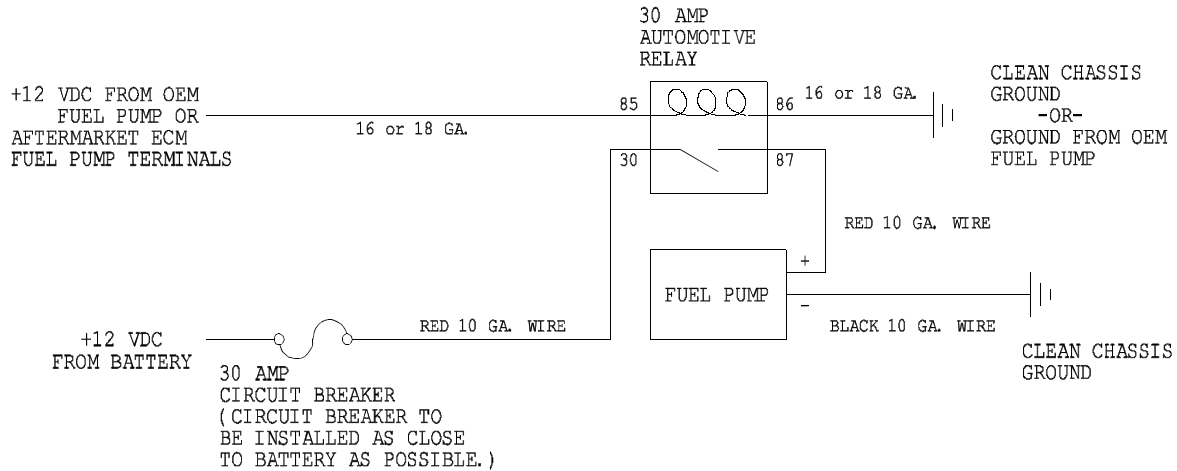 30 AMP
AUTOMOTIVE
RELAY
+12 VDC FROM OEM
FUEL PUMP OR
AFTERMARKET ECM
FUEL PUMP TERMINALS
16 or 18 GA.
85
86
16 or 18 GA.
CLEAN CHASSIS
GROUND
-OR-
GROUND FROM OEM
FUEL PUMP
30
87
RED 10 GA. WIRE
FUEL PUMP
+
-
BLACK 10 GA. WIRE
CLEAN CHASSIS
GROUND
+12 VDC
FROM BATTERY
RED 10 GA. WIRE
30 AMP
CIRCUIT BREAKER
(CIRCUIT BREAKER TO
BE INSTALLED AS CLOSE
TO BATTERY AS POSSIBLE.)